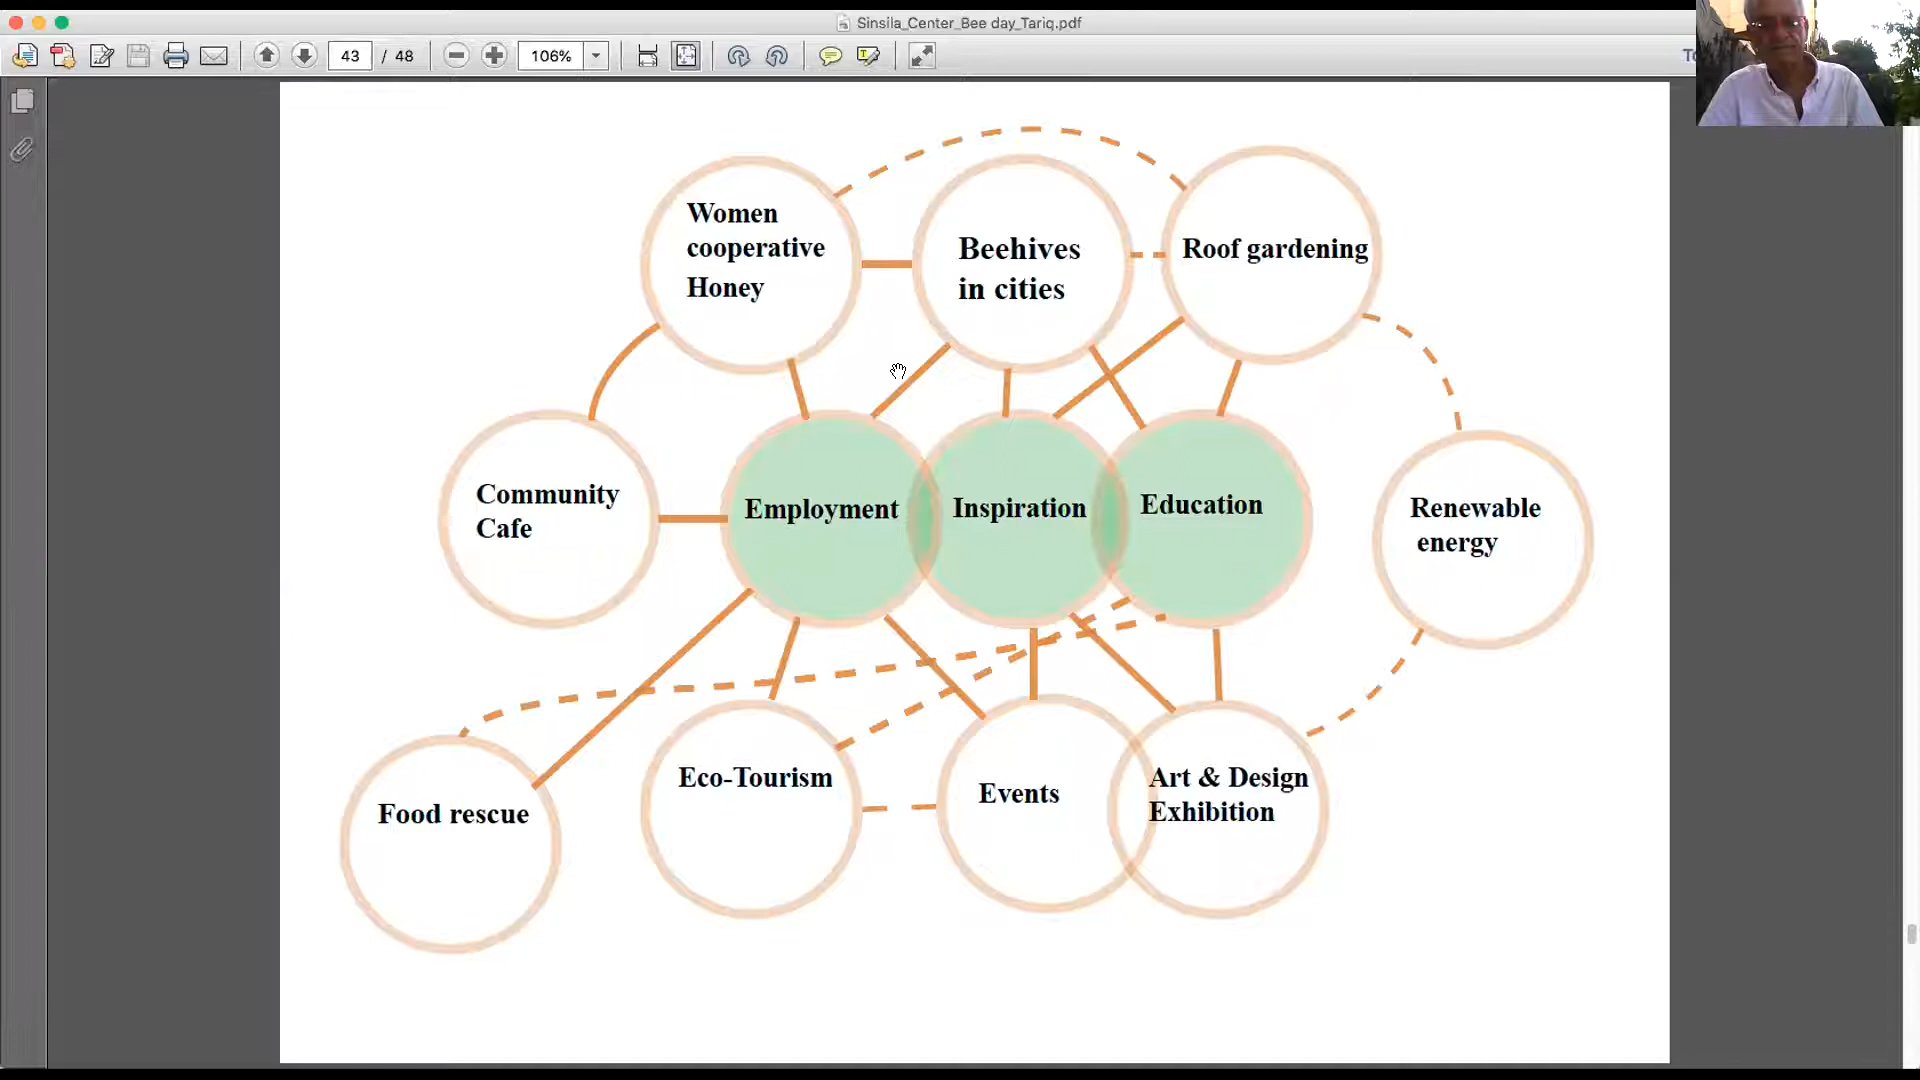 Sinsila_Center_Bee day_Tariq.pdf
43 / 48
106%
Women
cooperative
Honey
Beehives
in cities
Roof gardening
Community
Cafe
Employment
Inspiration
Education
Renewable
energy
Food rescue
Eco-Tourism
Events
Art & Design
Exhibition